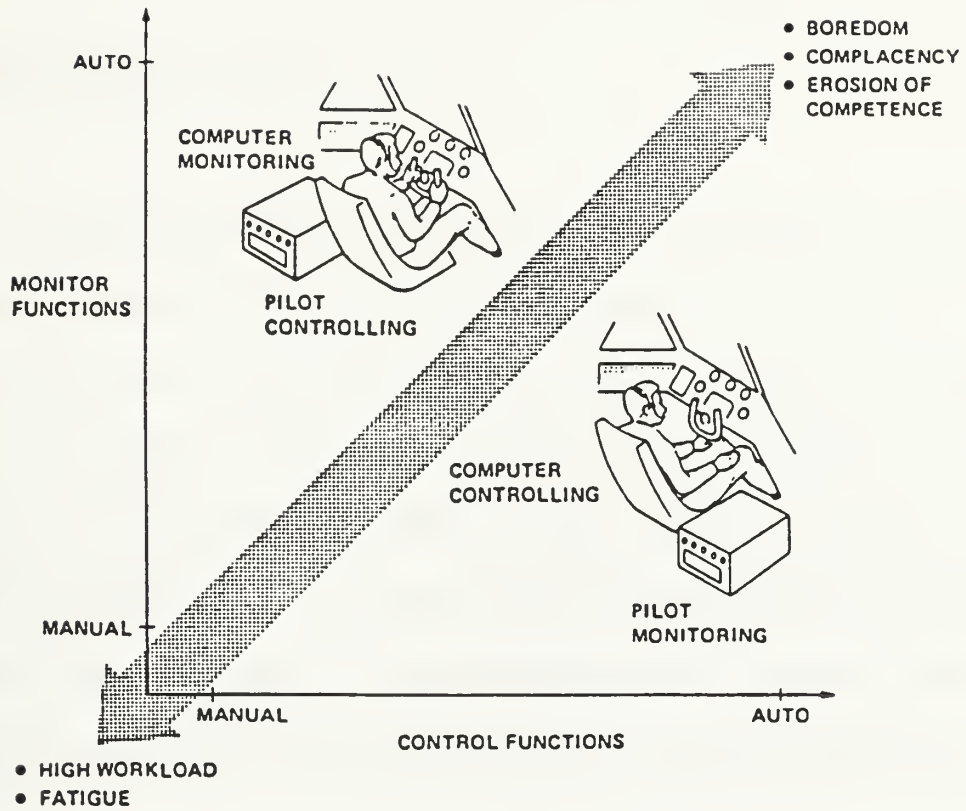 AUTO
● BOREDOM
● COMPLACENCY
● EROSION OF
COMPETENCE
COMPUTER
MONITORING
MONITOR
FUNCTIONS
PILOT
CONTROLLING
COMPUTER
CONTROLLING
PILOT
MONITORING
MANUAL
MANUAL
AUTO
CONTROL FUNCTIONS
● HIGH WORKLOAD
● FATIGUE